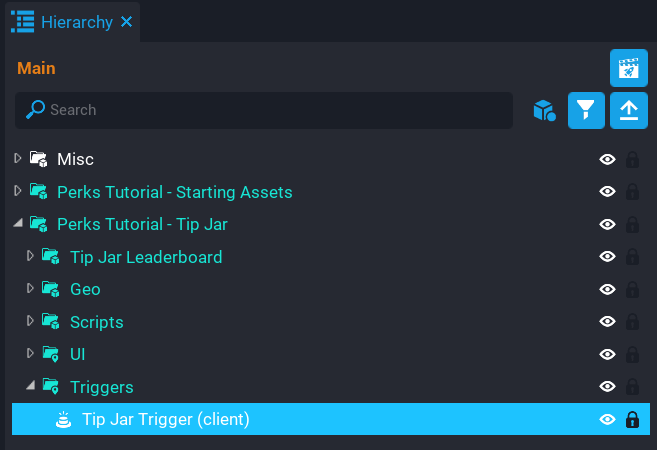 Hierarchy
Main
Search
Misc
Perks Tutorial - Starting Assets
Perks Tutorial - Tip Jar
Tip Jar Leaderboard
Geo
Scripts
UI
Triggers
Tip Jar Trigger (client)